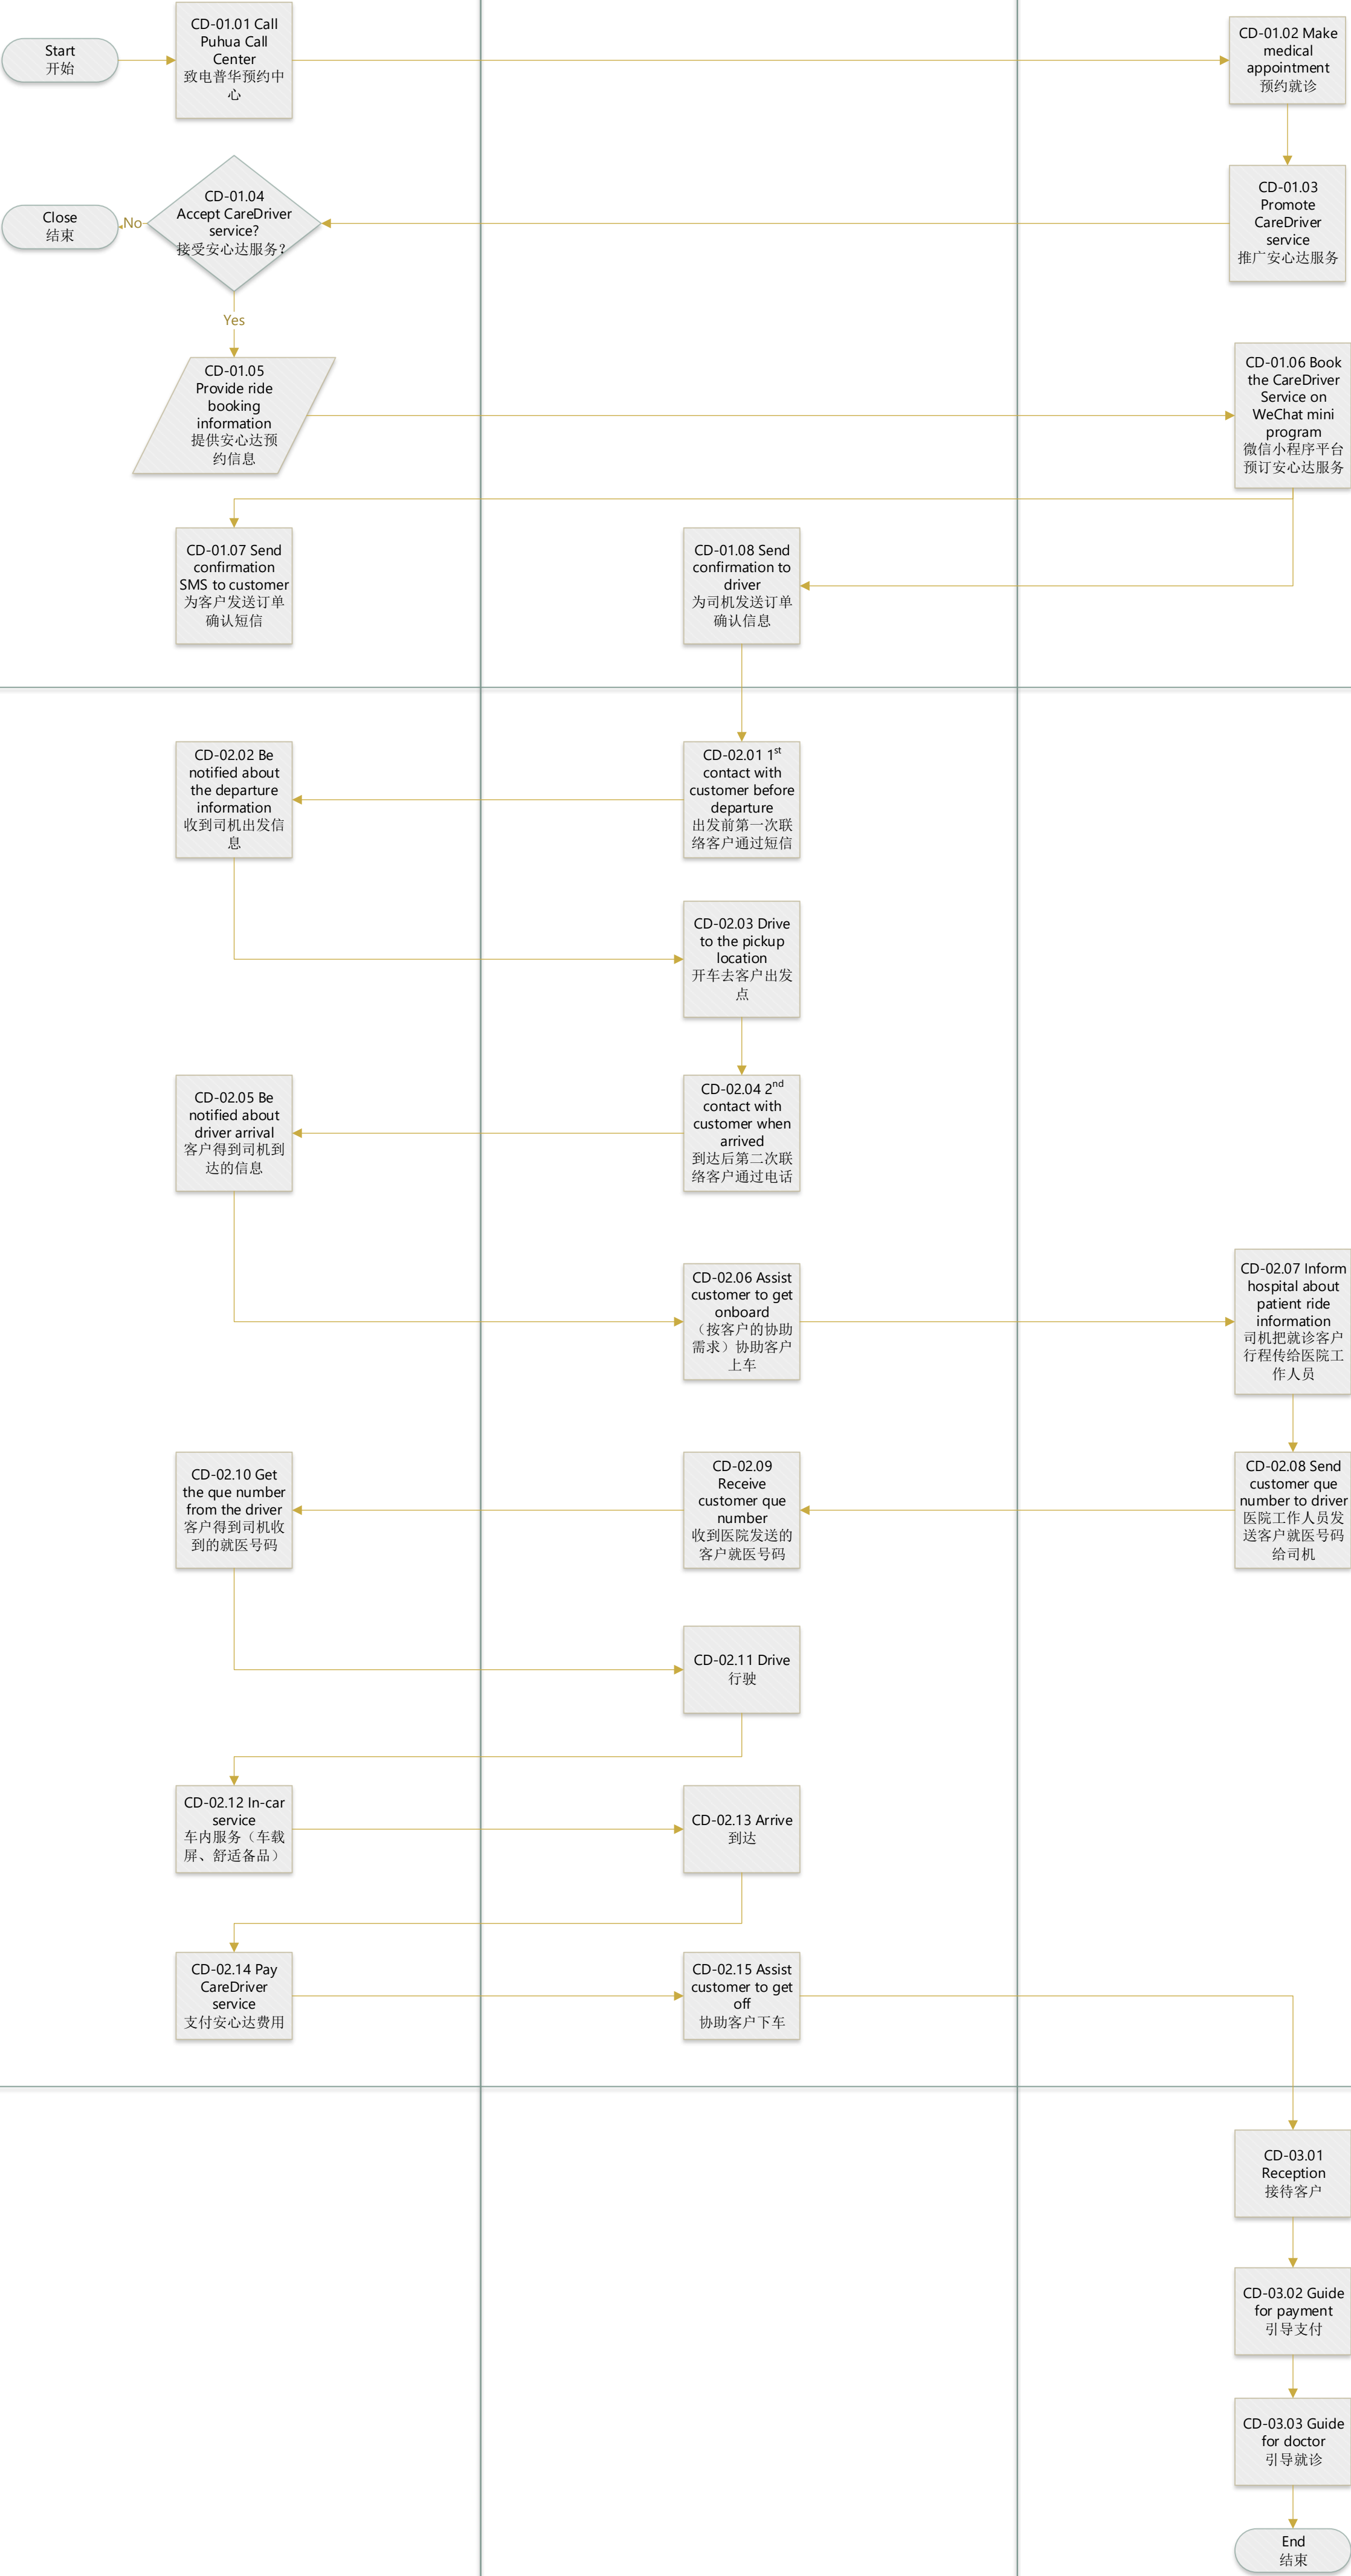 Start
开始
CD-01.01 Call
Puhua Call
Center
致电普华预约中
心
CD-01.02 Make
medical
appointment
预约就诊
Close
结束
No
CD-01.04
Accept CareDriver
service?
接受安心达服务？
CD-01.03
Promote
CareDriver
service
推广安心达服务
Yes
CD-01.05
Provide ride
booking
information
提供安心达预
约信息
CD-01.06 Book
the CareDriver
Service on
WeChat mini
program
微信小程序平台
预订安心达服务
CD-01.07 Send
confirmation
SMS to customer
为客户发送订单
确认短信
CD-01.08 Send
confirmation to
driver
为司机发送订单
确认信息
CD-02.02 Be
notified about
the departure
information
收到司机出发信
息
CD-02.01 1st
contact with
customer before
departure
出发前第一次联
络客户通过短信
CD-02.03 Drive
to the pickup
location
开车去客户出发
点
CD-02.05 Be
notified about
driver arrival
客户得到司机到
达的信息
CD-02.04 2nd
contact with
customer when
arrived
到达后第二次联
络客户通过电话
CD-02.06 Assist
customer to get
onboard
（按客户的协助
需求）协助客户
上车
CD-02.07 Inform
hospital about
patient ride
information
司机把就诊客户
行程传给医院工
作人员
CD-02.10 Get
the que number
from the driver
客户得到司机收
到的就医号码
CD-02.09
Receive
customer que
number
收到医院发送的
客户就医号码
CD-02.08 Send
customer que
number to driver
医院工作人员发
送客户就医号码
给司机
CD-02.11 Drive
行驶
CD-02.12 In-car
service
车内服务（车载
屏、舒适备品）
CD-02.13 Arrive
到达
CD-02.14 Pay
CareDriver
service
支付安心达费用
CD-02.15 Assist
customer to get
off
协助客户下车
CD-03.01
Reception
接待客户
CD-03.02 Guide
for payment
引导支付
CD-03.03 Guide
for doctor
引导就诊
End
结束